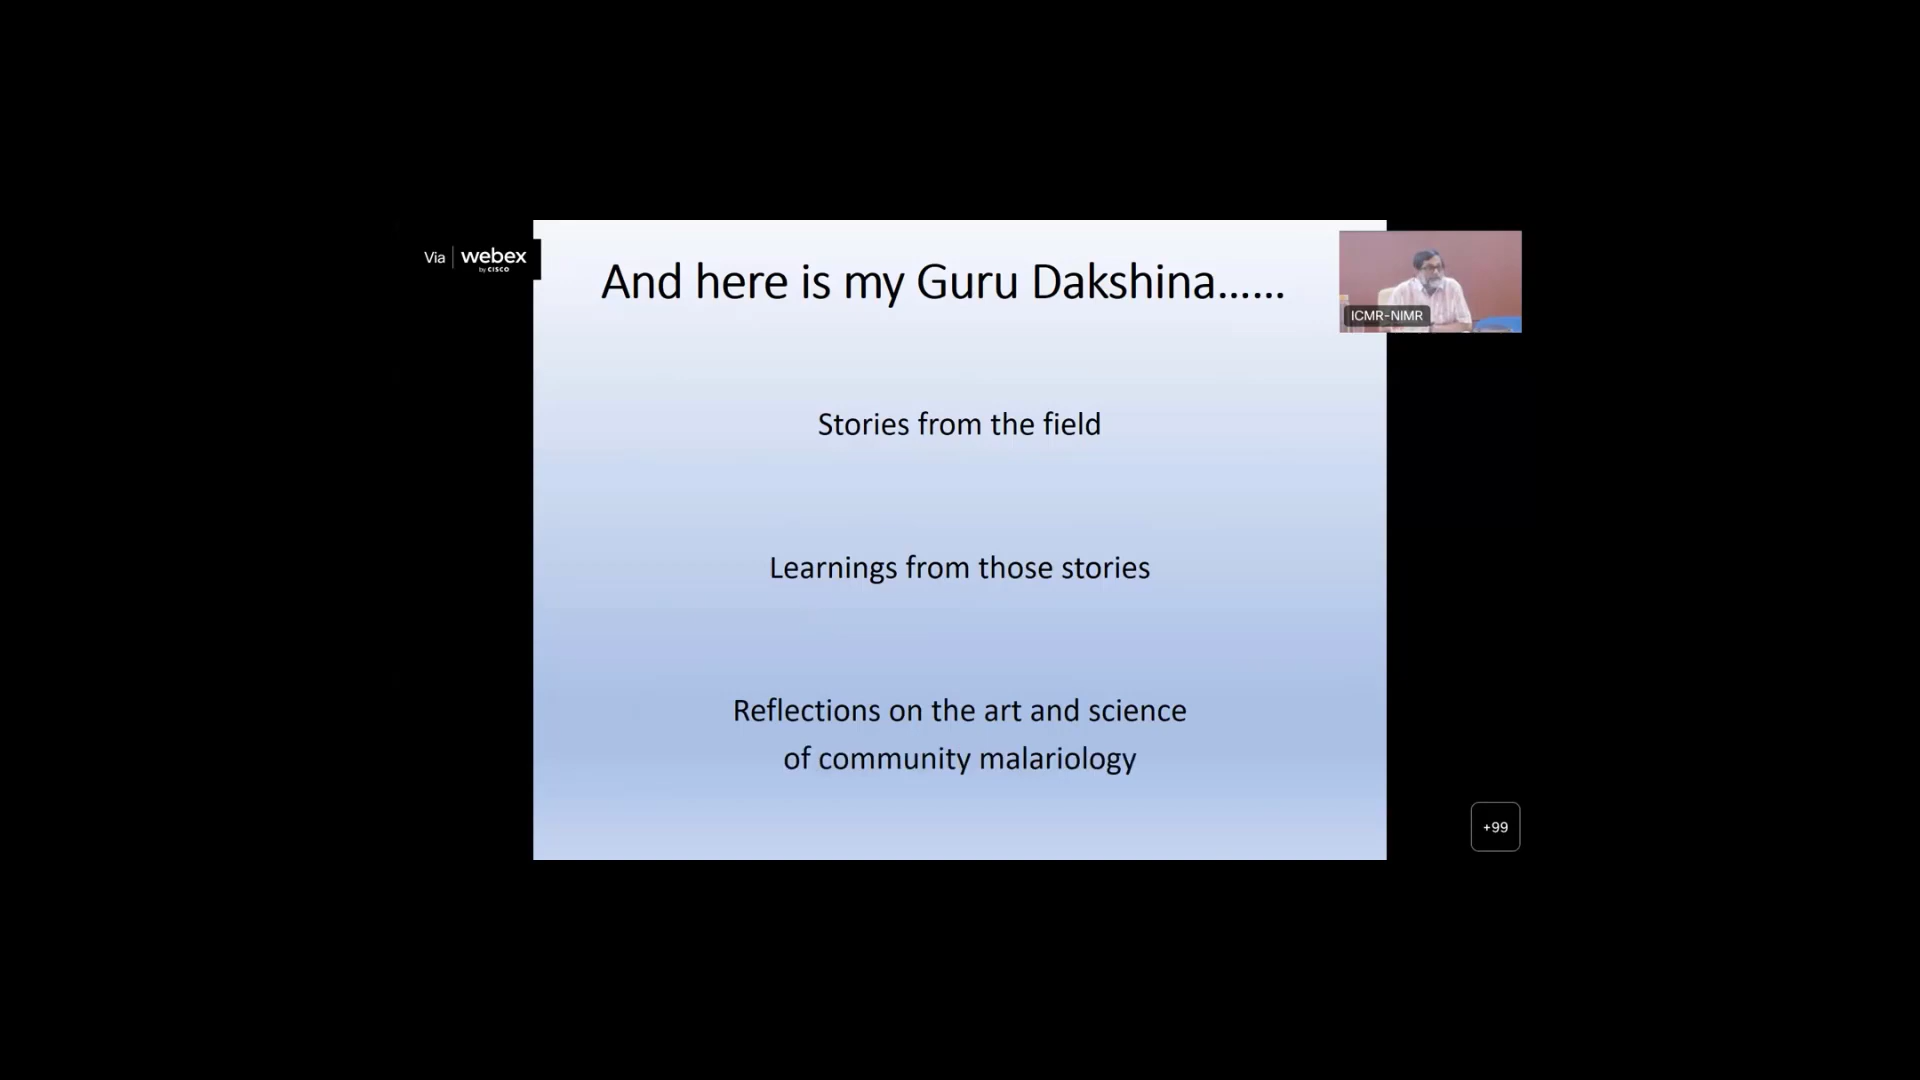 Via webex
by CISCO
And here is my Guru Dakshina......
ICMR-NIMR
Stories from the field
Learnings from those stories
Reflections on the art and science
of community malariology
+99